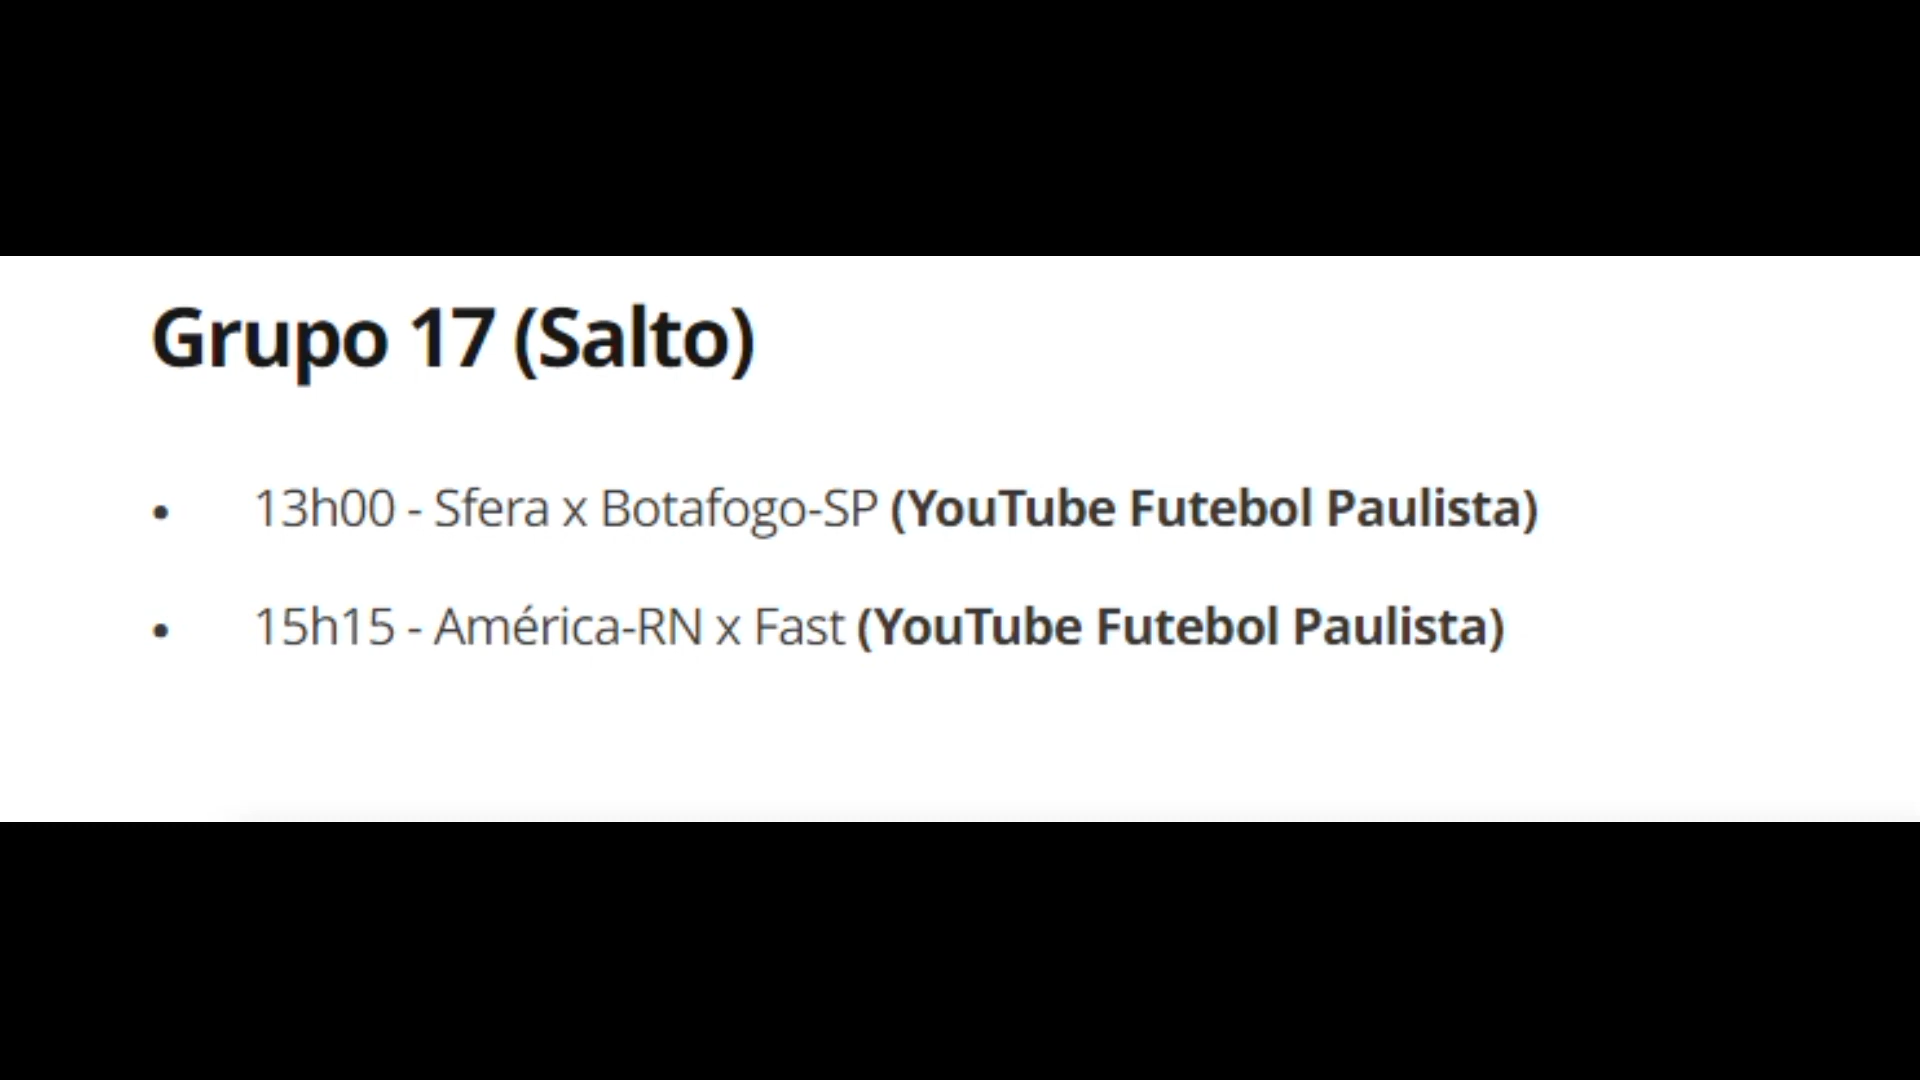 Grupo 17 (Salto)
• 13h00 - Sfera x Botafogo-SP (YouTube Futebol Paulista)
• 15h15 - América-RN x Fast (YouTube Futebol Paulista)